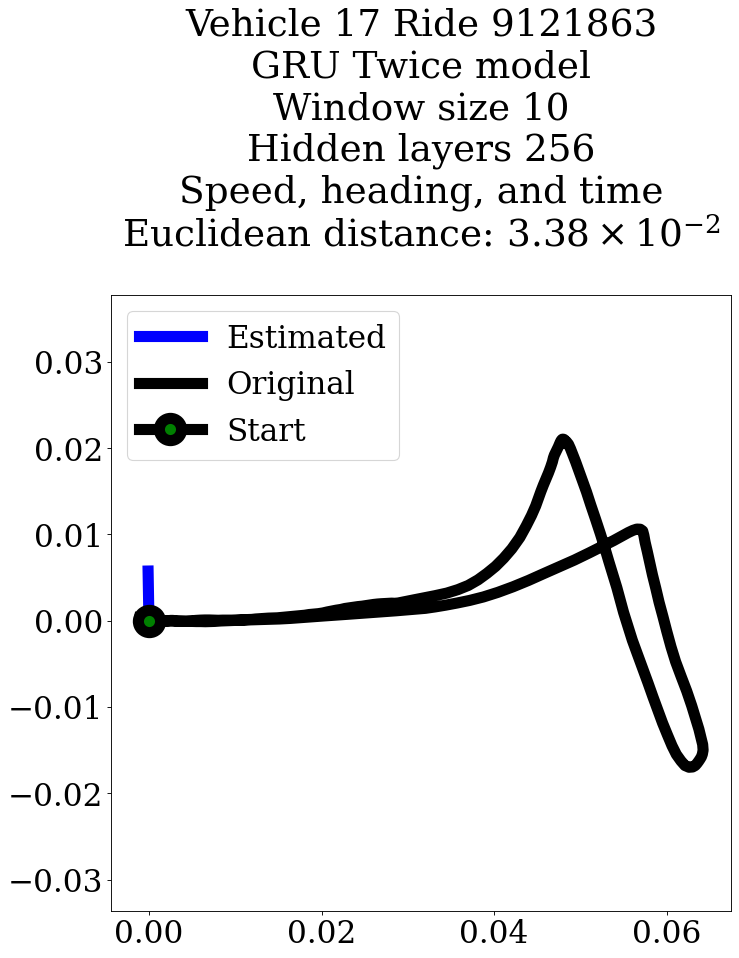 Vehicle 17 Ride 9121863
GRU Twice model
Window size 10
Hidden layers 256
Speed, heading, and time
Euclidean distance: 3.38 × 10⁻²
Estimated
Original
Start
0.03
0.02
0.01
0.00
−0.01
−0.02
−0.03
0.00 0.02 0.04 0.06